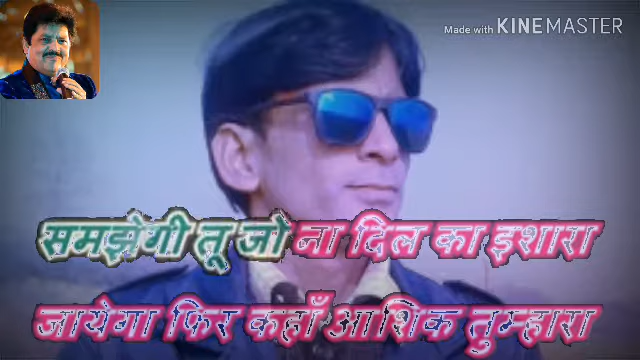 Made with KINEMASTER
समझेगी तू जो ना दिल का इशारा
जायेगा फिर कहाँ आशिक तुम्हारा